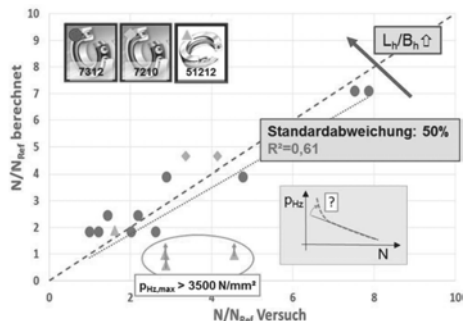 N/N_Ref berechnet
10
9
8
7
6
5
4
3
2
1
0
7312
7210
51212
L_h/B_h ⇧
Standardabweichung: 50%
R²=0,61
p_Hz
?
N
p_Hz,max > 3500 N/mm²
0
2
4
6
8
10
N/N_Ref Versuch